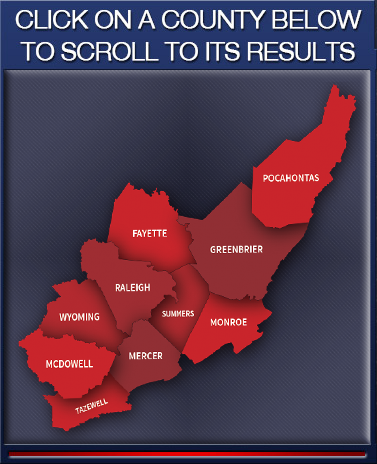 CLICK ON A COUNTY BELOW
TO SCROLL TO ITS RESULTS
POCAHONTAS
FAYETTE
GREENBRIER
RALEIGH
SUMMERS
WYOMING
MONROE
MERCER
MCDOWELL
TAZEWELL